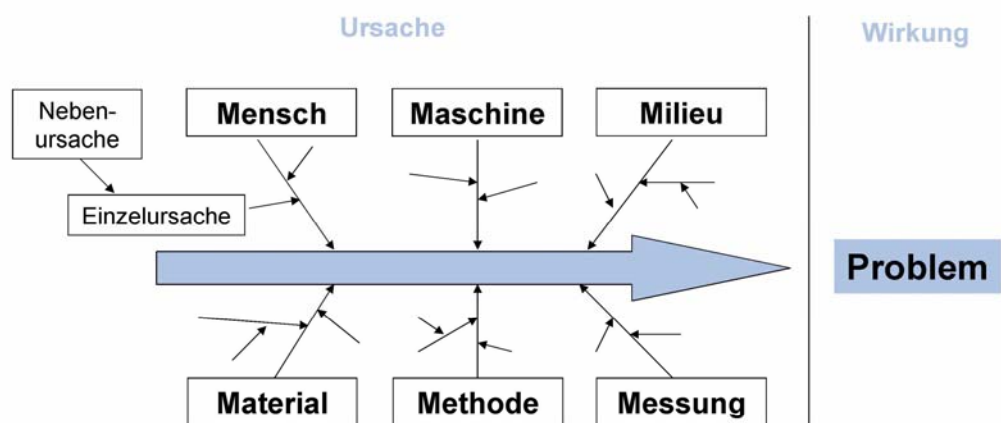 Ursache
Wirkung
Neben-
ursache
Mensch
Maschine
Milieu
Einzelursache
Problem
Material
Methode
Messung